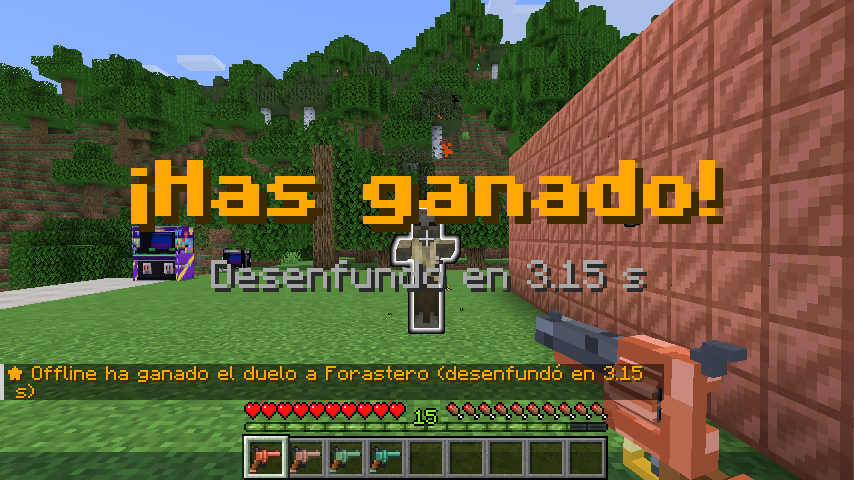 ¡Has ganado!
Desenfundó en 3.15 s
★ Offline ha ganado el duelo a Forastero (desenfundó en 3.15
s)
15